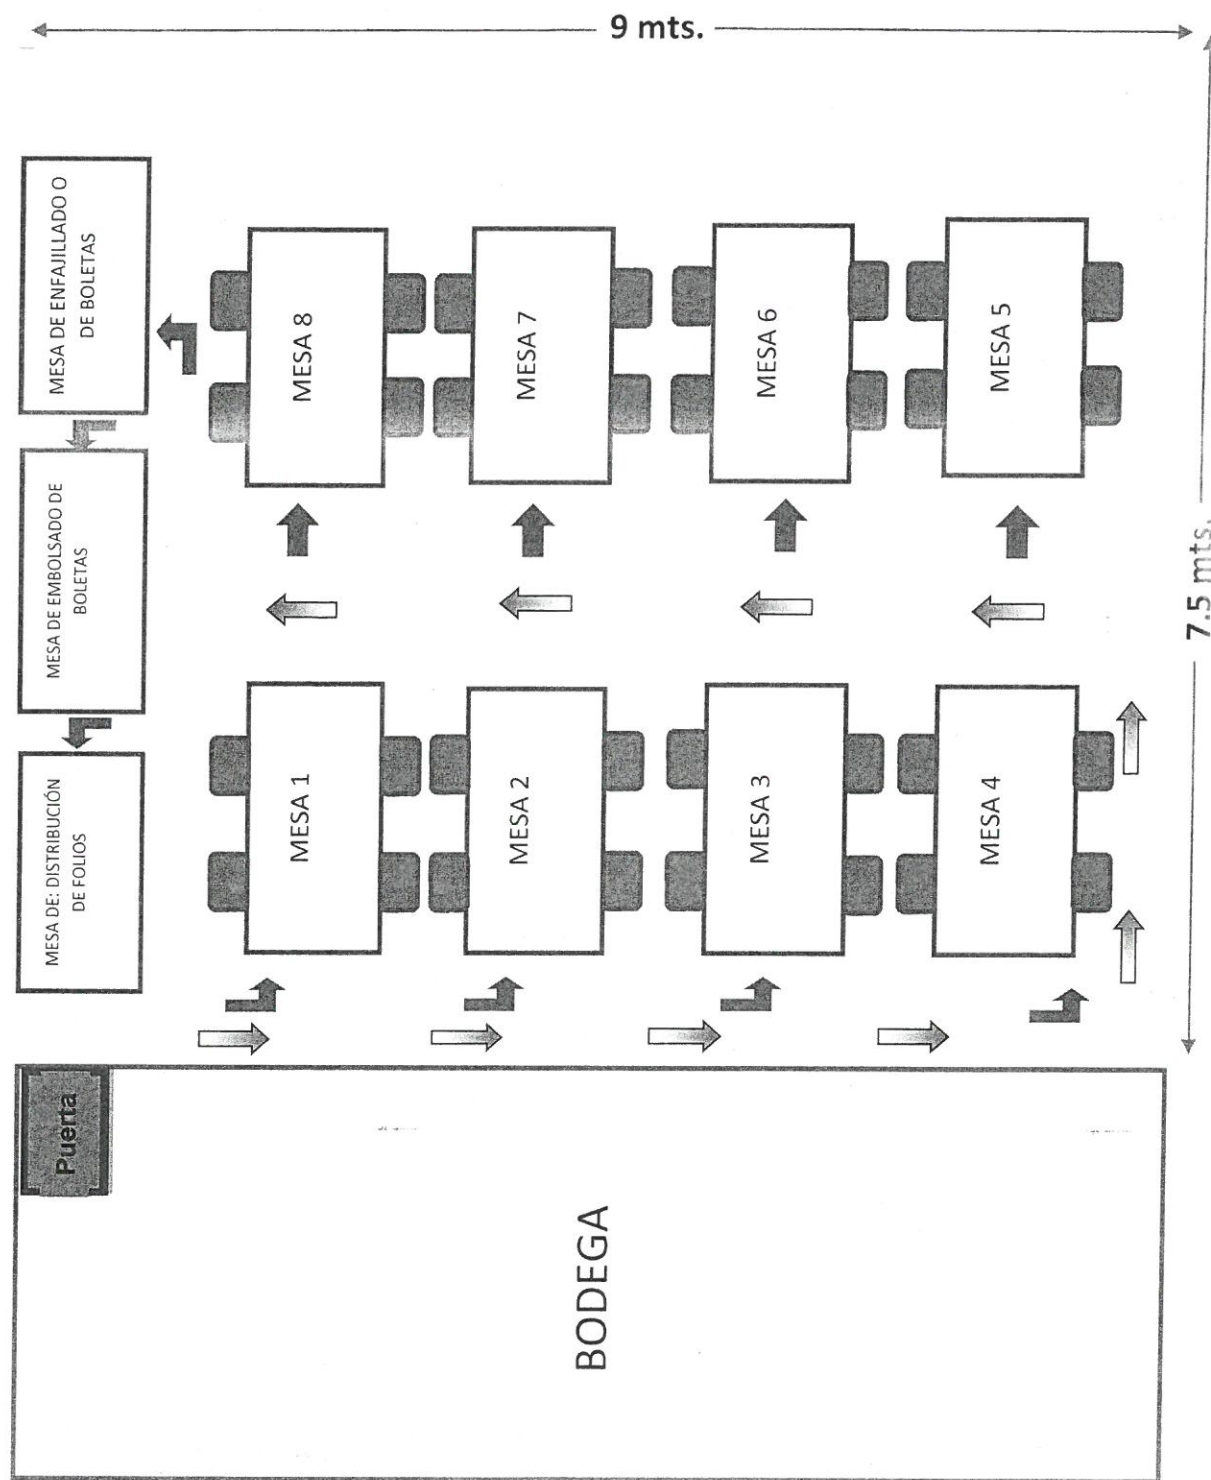 9 mts.
7.5 mts.
MESA DE ENFAJILLADO O
DE BOLETAS
MESA DE EMBOLSADO DE
BOLETAS
MESA DE: DISTRIBUCIÓN
DE FOLIOS
MESA 8
MESA 7
MESA 6
MESA 5
MESA 1
MESA 2
MESA 3
MESA 4
Puerta
BODEGA